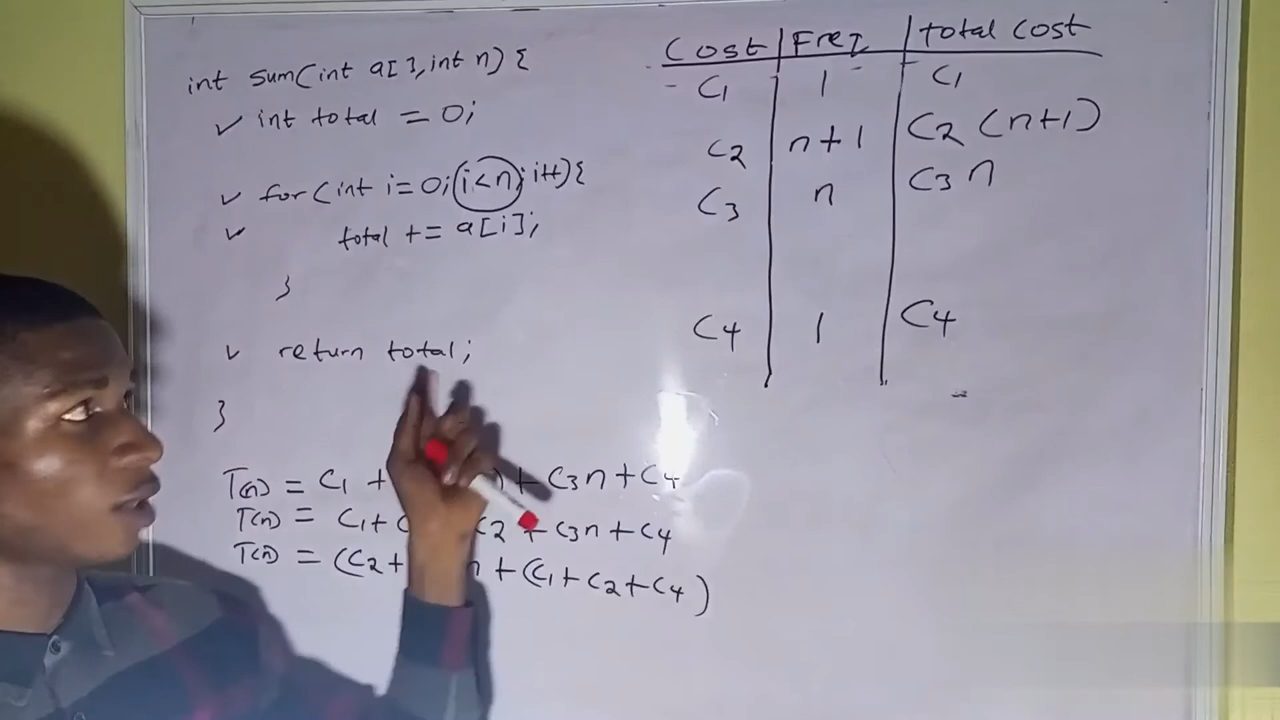 int sum(int a[], int n) {
✓ int total = 0;
✓ for(int i=0; i<n; i++){
✓ total += a[i];
}
✓ return total;
}
Cost | Freq | total cost
C1 | 1 | C1
C2 | n+1 | C2 (n+1)
C3 | n | C3 n
C4 | 1 | C4
T(n) = C1 + + C3n + C4
T(n) = C1 + C2 + C3n + C4
T(n) = (C2 + + (C1 + C2 + C4)